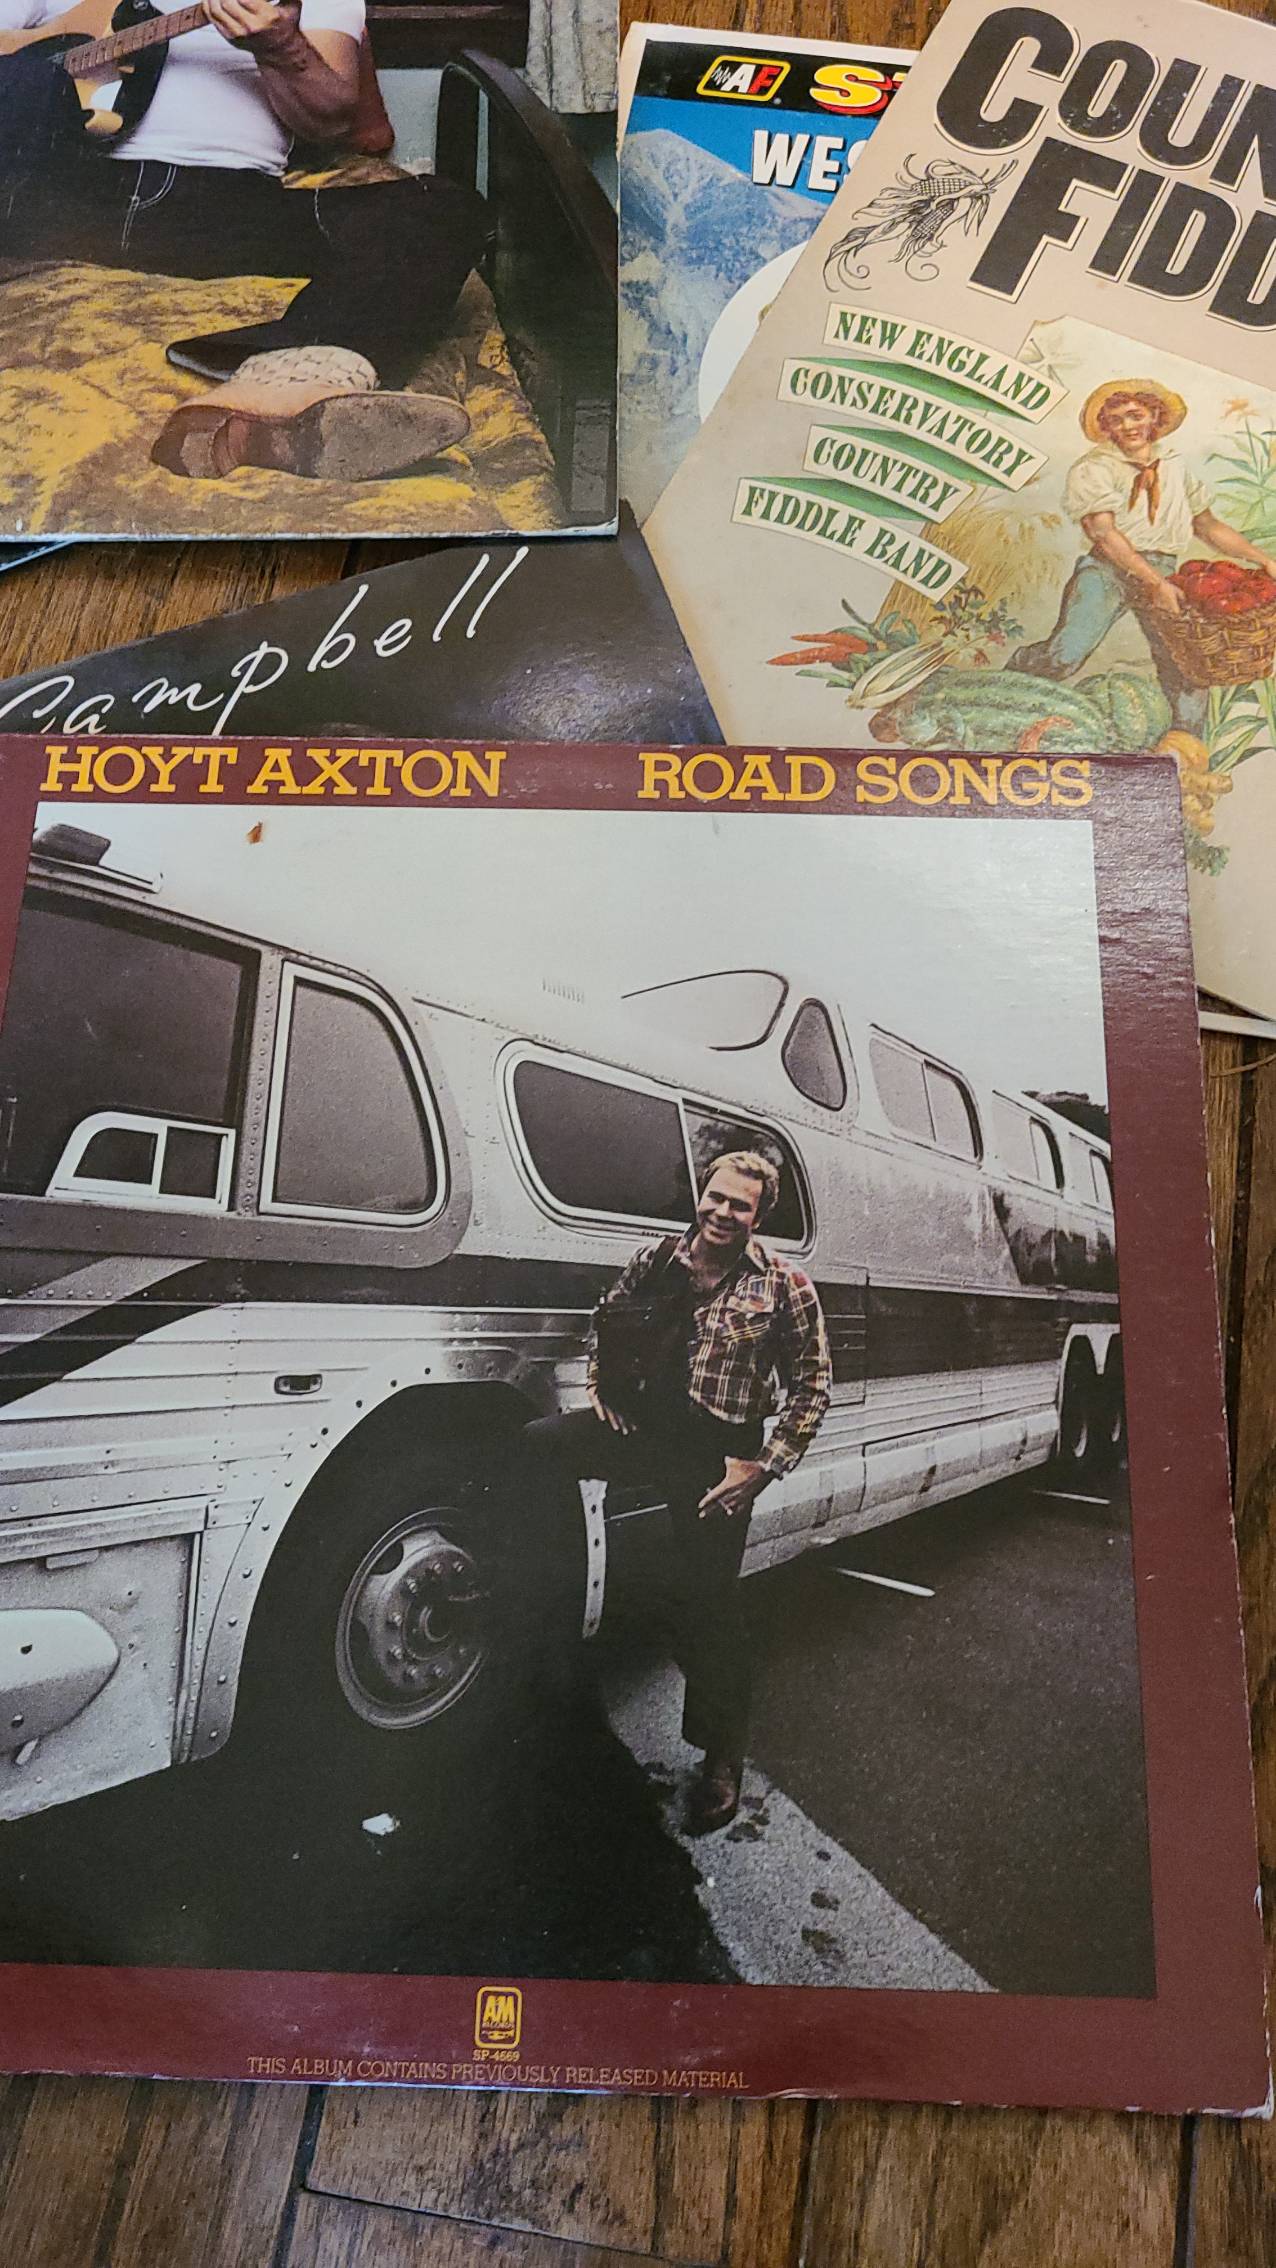 AF
WES
COUN
FIDD
NEW ENGLAND
CONSERVATORY
COUNTRY
FIDDLE BAND
Campbell
HOYT AXTON ROAD SONGS
A&M
RECORDS
SP-4669
THIS ALBUM CONTAINS PREVIOUSLY RELEASED MATERIAL